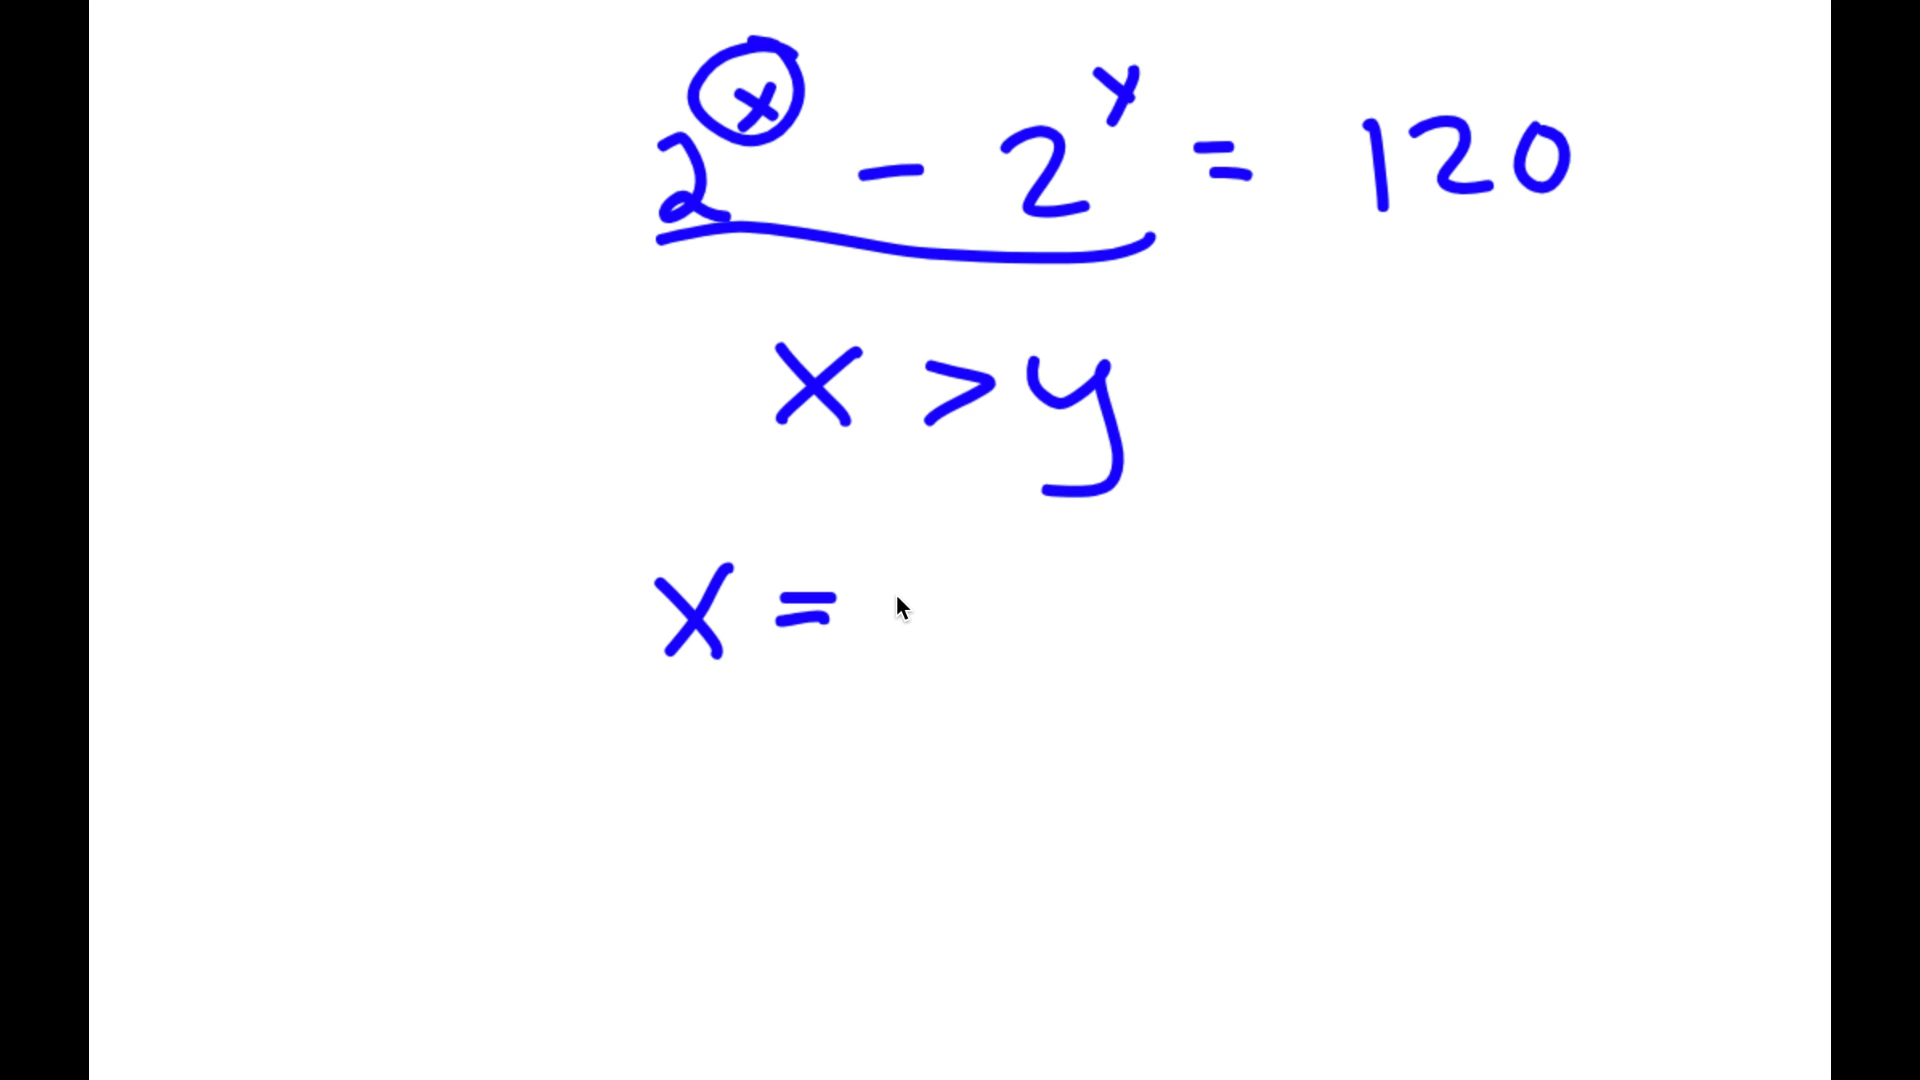 2^x - 2^y = 120
x > y
x =